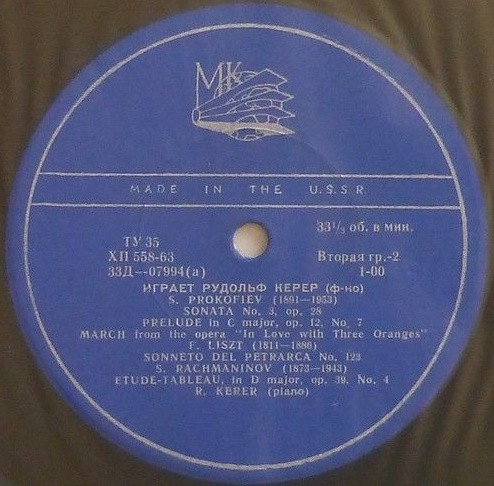 МК
MADE IN THE U.S.S.R.
33⅓ об. в мин.
ТУ 35
ХП 558-63
Вторая гр.-2
33Д—07994(а)
1-00
ИГРАЕТ РУДОЛЬФ КЕРЕР (ф-но)
S. PROKOFIEV (1891—1953)
SONATA No. 3, op. 28
PRELUDE in C major, op. 12, No. 7
MARCH from the opera "In Love with Three Oranges"
F. LISZT (1811—1886)
SONNETO DEL PETRARCA No. 123
S. RACHMANINOV (1873—1943)
ETUDE-TABLEAU, in D major, op. 39, No. 4
R. KERER (piano)